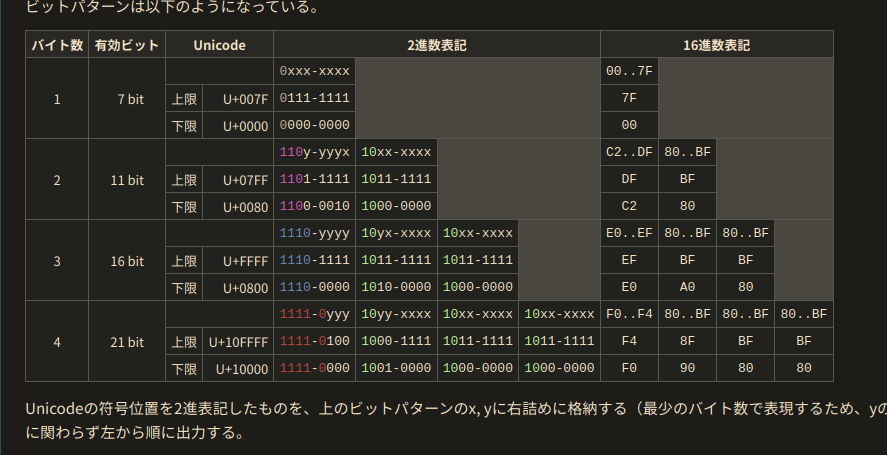 ビットパターンは以下のようになっている。
バイト数 有効ビット Unicode 2進数表記 16進数表記
1 7 bit 0xxx-xxxx 00..7F
上限 U+007F 0111-1111 7F
下限 U+0000 0000-0000 00
2 11 bit 110y-yyyx 10xx-xxxx C2..DF 80..BF
上限 U+07FF 1101-1111 1011-1111 DF BF
下限 U+0080 1100-0010 1000-0000 C2 80
3 16 bit 1110-yyyy 10yx-xxxx 10xx-xxxx E0..EF 80..BF 80..BF
上限 U+FFFF 1110-1111 1011-1111 1011-1111 EF BF BF
下限 U+0800 1110-0000 1010-0000 1000-0000 E0 A0 80
4 21 bit 1111-0yyy 10yy-xxxx 10xx-xxxx 10xx-xxxx F0..F4 80..BF 80..BF 80..BF
上限 U+10FFFF 1111-0100 1000-1111 1011-1111 1011-1111 F4 8F BF BF
下限 U+10000 1111-0000 1001-0000 1000-0000 1000-0000 F0 90 80 80
Unicodeの符号位置を2進表記したものを、上のビットパターンのx, yに右詰めに格納する（最少のバイト数で表現するため、yの
に関わらず左から順に出力する。